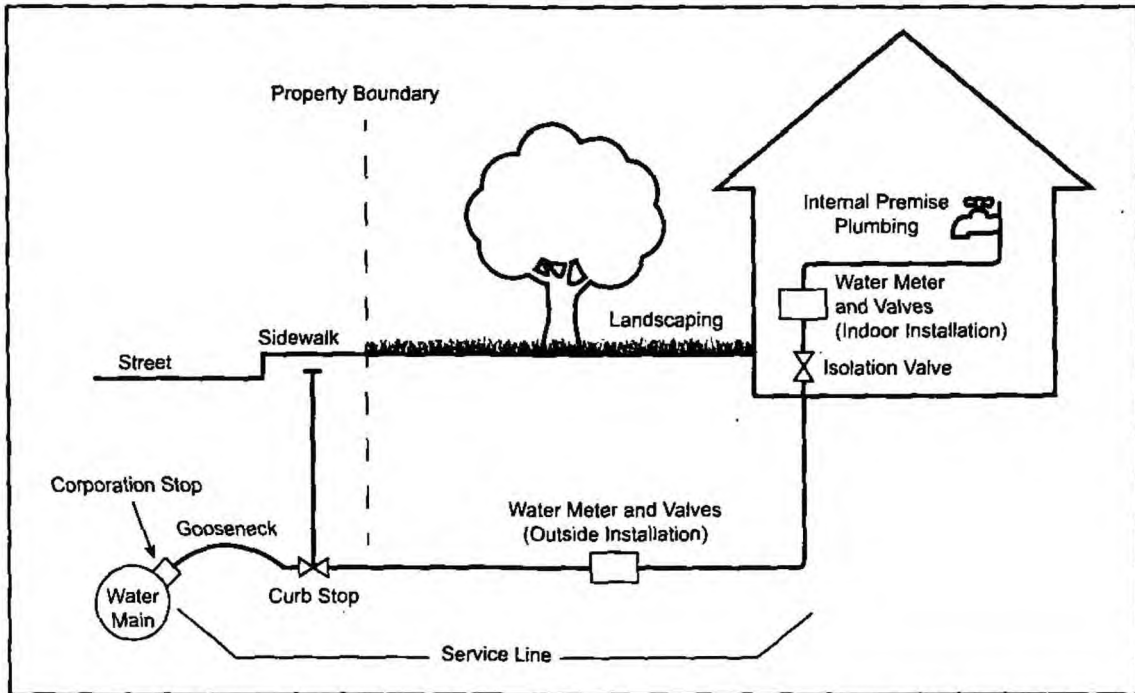 Property Boundary
Internal Premise
Plumbing
Water Meter
and Valves
(Indoor Installation)
Landscaping
Sidewalk
Street
Isolation Valve
Corporation Stop
Gooseneck
Water Meter and Valves
(Outside Installation)
Curb Stop
Water
Main
Service Line